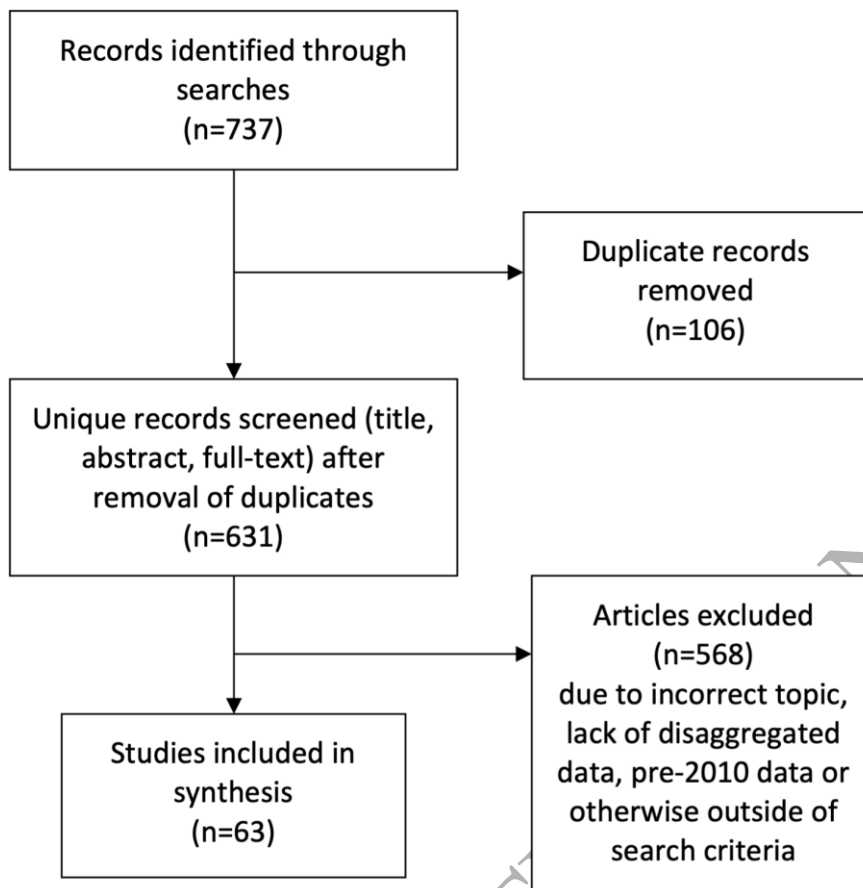 Records identified through
searches
(n=737)
Duplicate records
removed
(n=106)
Unique records screened (title,
abstract, full-text) after
removal of duplicates
(n=631)
Articles excluded
(n=568)
due to incorrect topic,
lack of disaggregated
data, pre-2010 data or
otherwise outside of
search criteria
Studies included in
synthesis
(n=63)